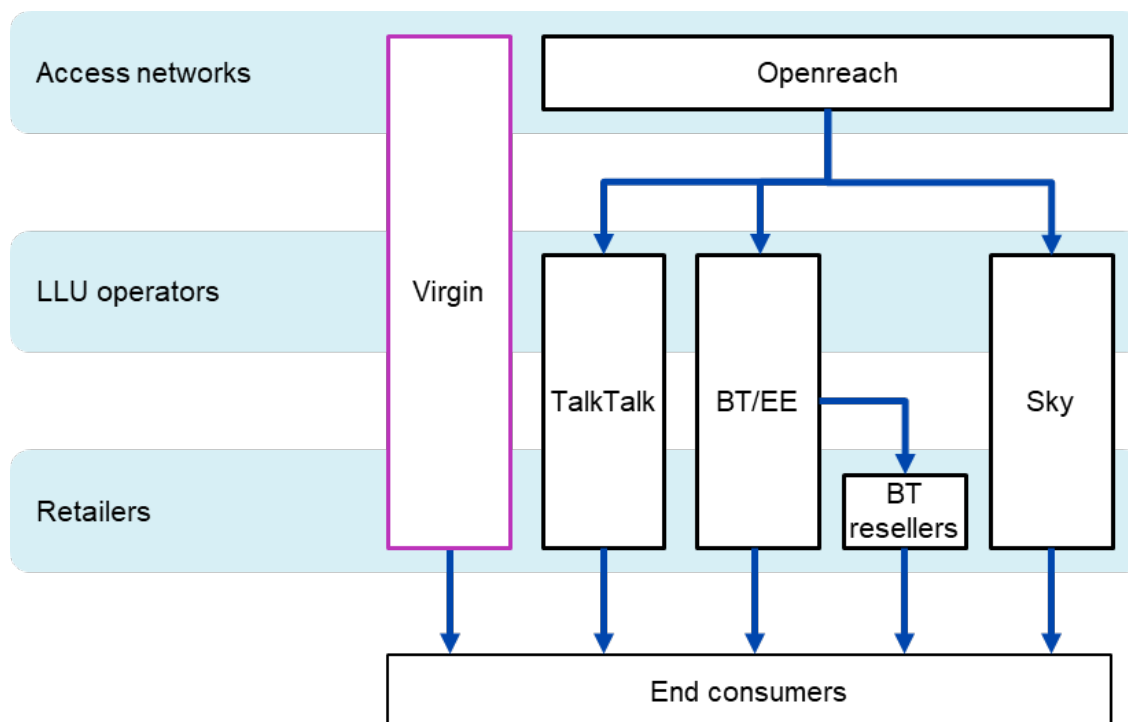 Access networks
Openreach
LLU operators
Virgin
TalkTalk
BT/EE
Sky
Retailers
BT
resellers
End consumers